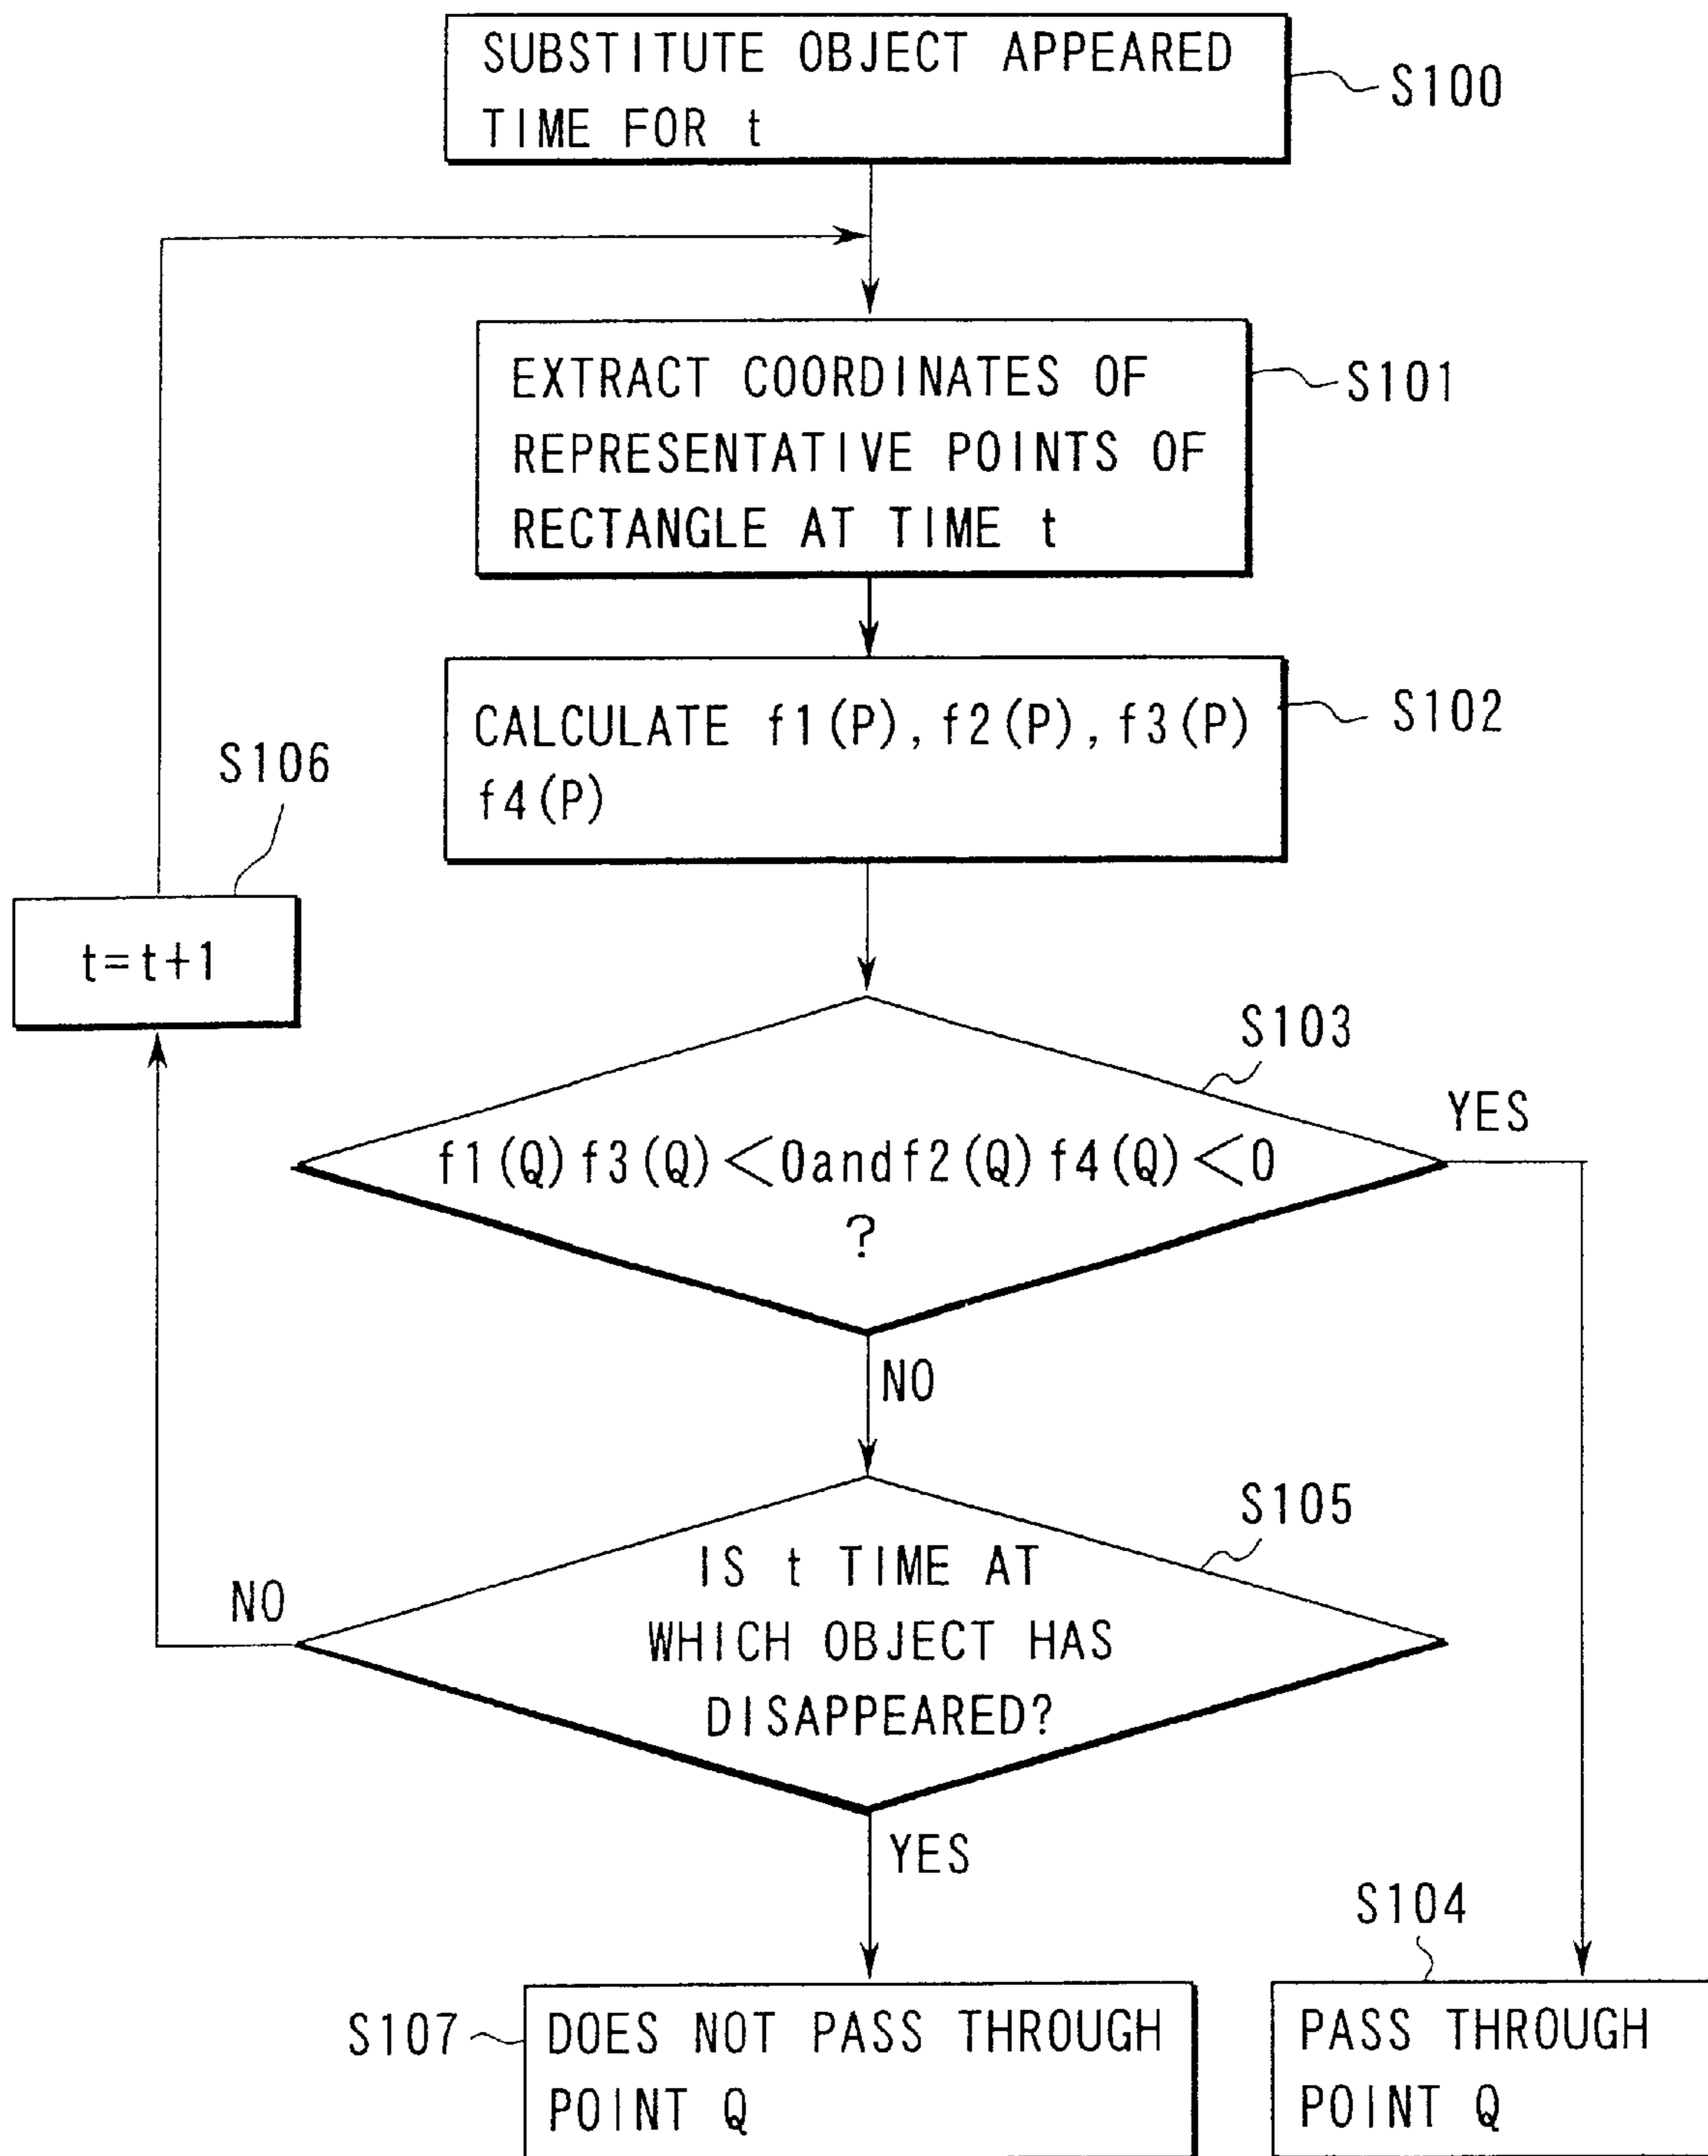 SUBSTITUTE OBJECT APPEARED
TIME FOR t
S100
EXTRACT COORDINATES OF
REPRESENTATIVE POINTS OF
RECTANGLE AT TIME t
S101
CALCULATE f1(P), f2(P), f3(P)
f4(P)
S102
S106
t=t+1
S103
f1(Q)f3(Q)<0andf2(Q)f4(Q)<0
?
YES
NO
S105
IS t TIME AT
WHICH OBJECT HAS
DISAPPEARED?
NO
YES
S104
S107
DOES NOT PASS THROUGH
POINT Q
PASS THROUGH
POINT Q